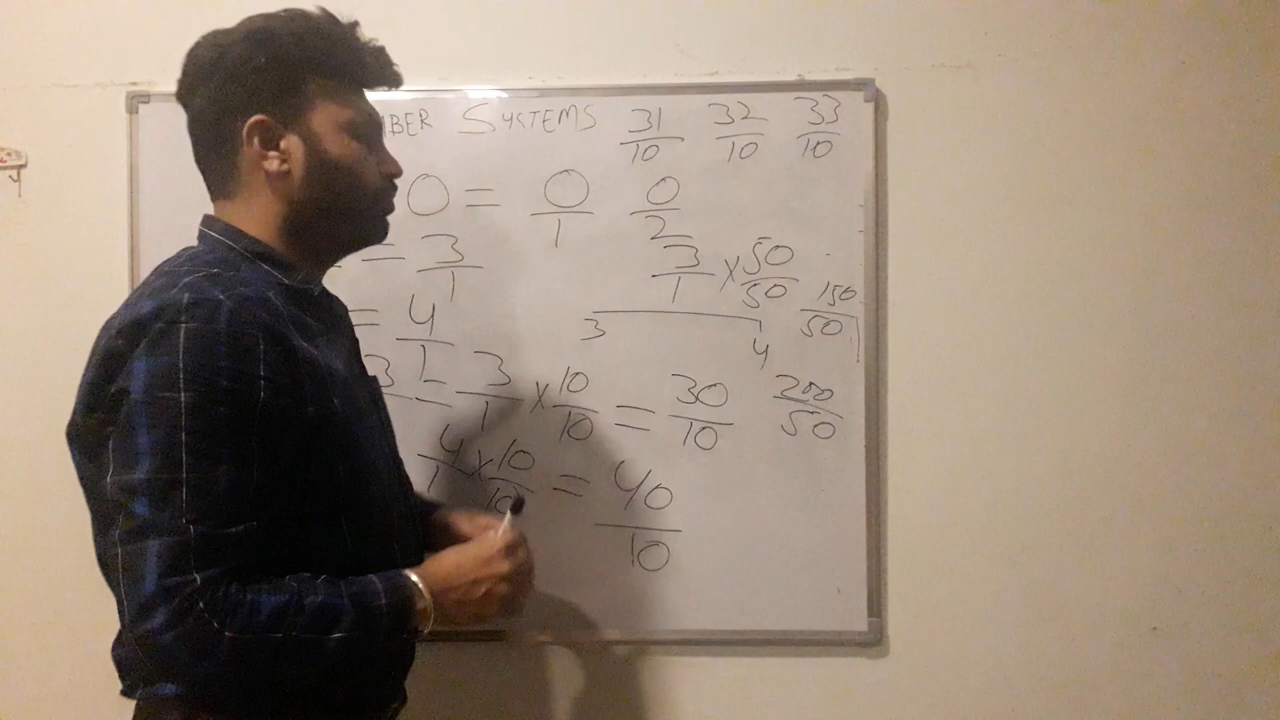 SYSTEMS 31/10 32/10 33/10
0 = 0/1 0/2
= 3/1 3/1 × 50/50 150/50
= 4/1 3 4
3 = 3/1 × 10/10 = 30/10 200/50
4/1 × 10/10 = 40/10